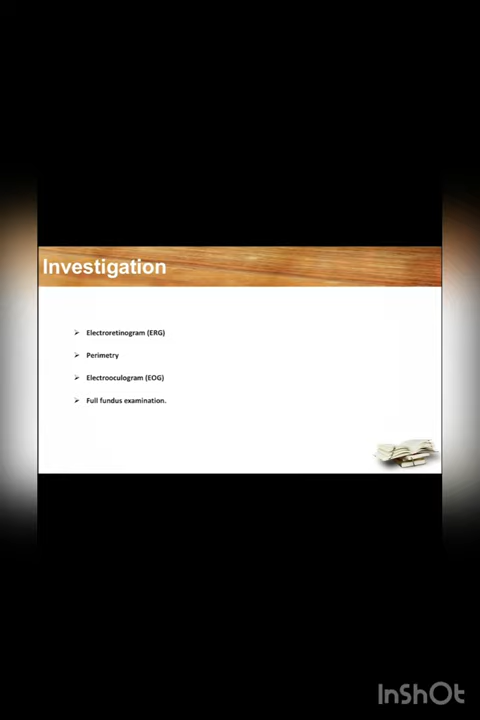 Investigation
➢ Electroretinogram (ERG)
➢ Perimetry
➢ Electrooculogram (EOG)
➢ Full fundus examination.
InShOt